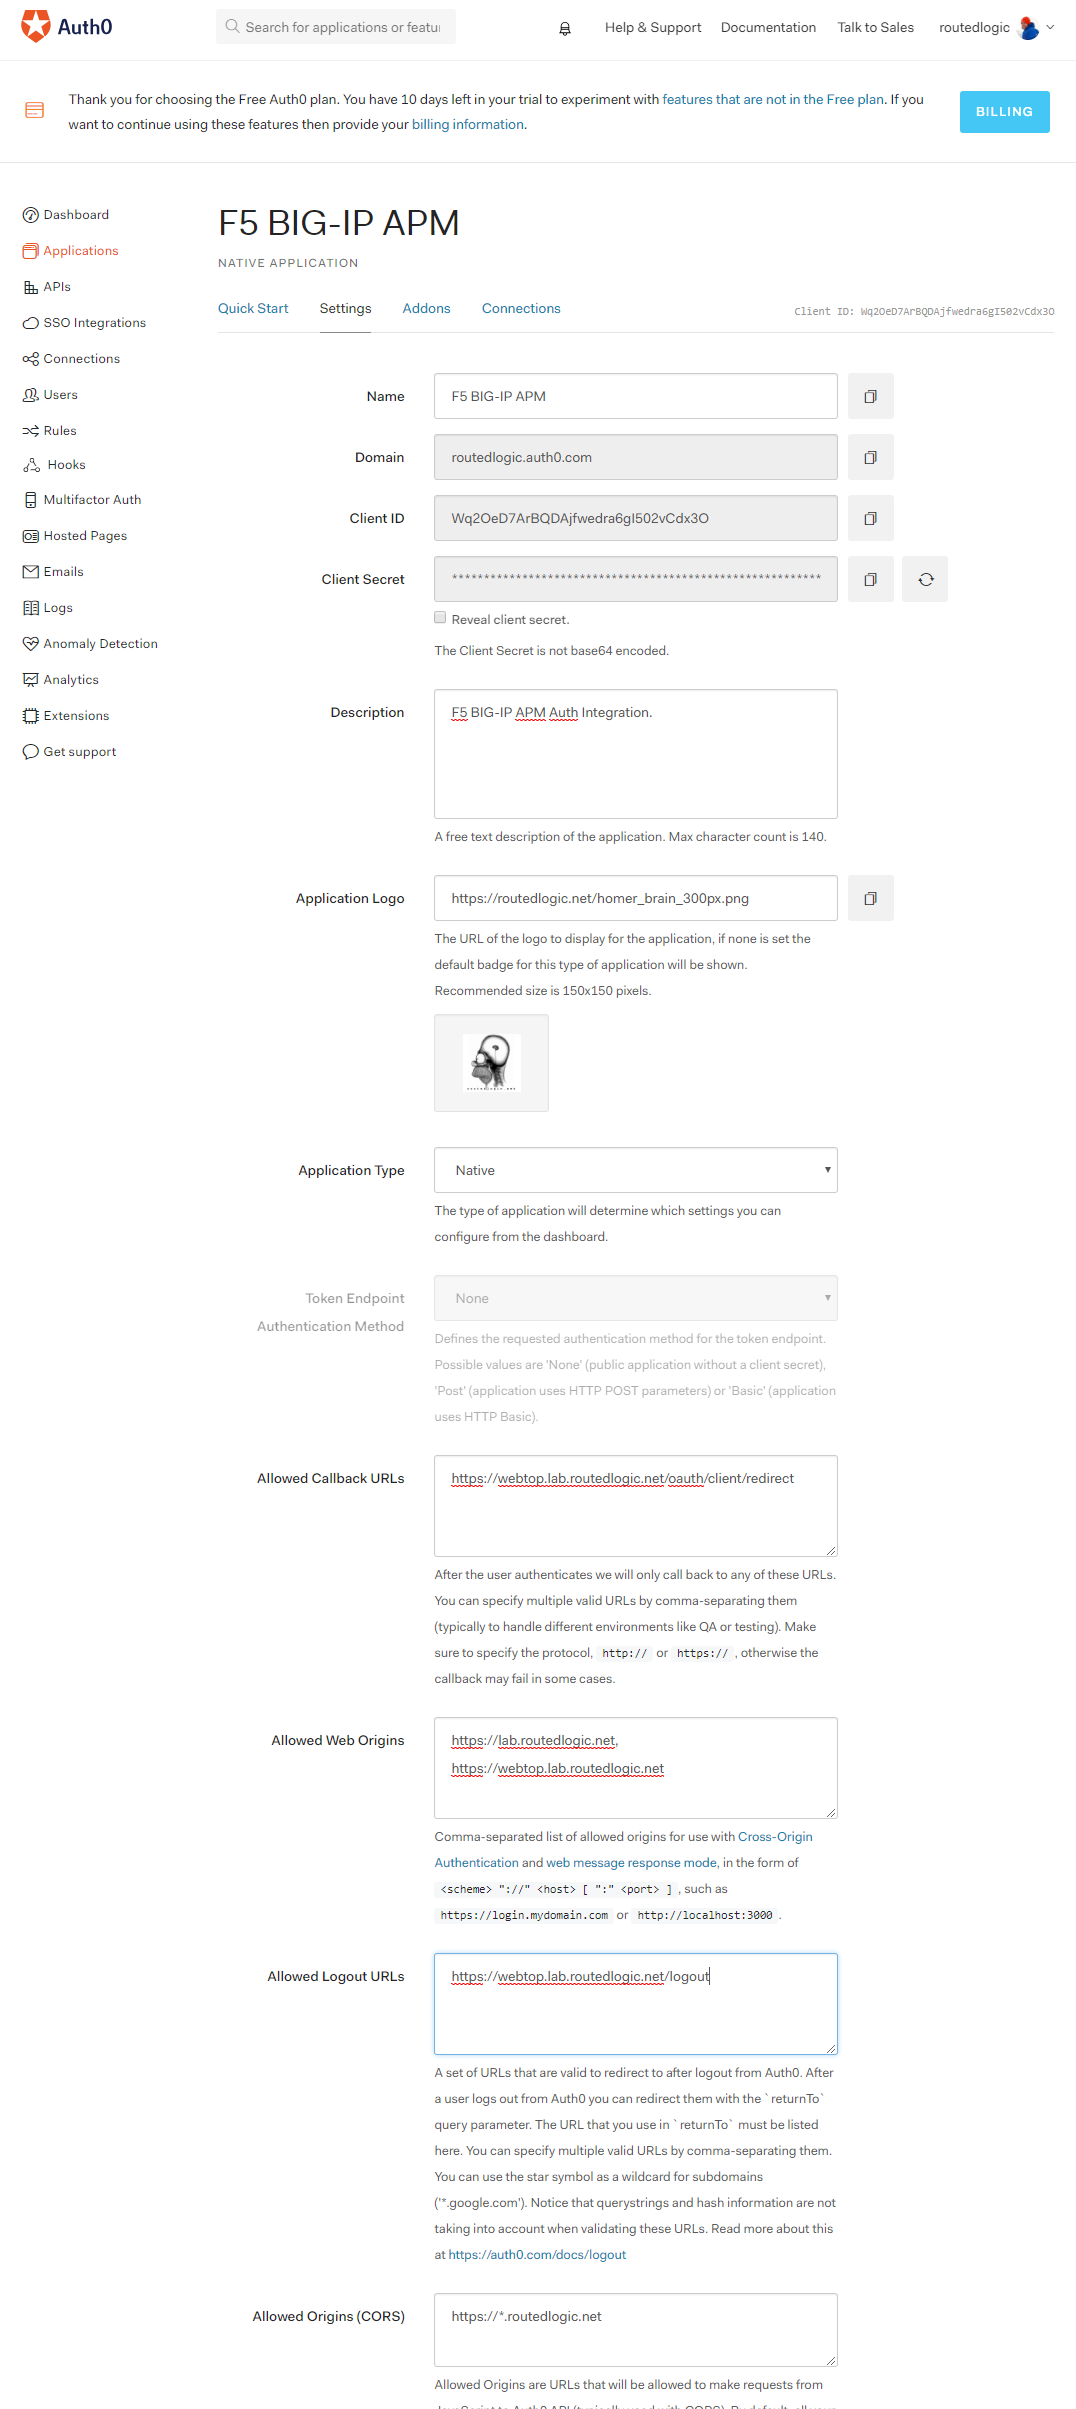 Auth0
Search for applications or featu
Help & Support
Documentation
Talk to Sales
routedlogic
Thank you for choosing the Free Auth0 plan. You have 10 days left in your trial to experiment with features that are not in the Free plan. If you
want to continue using these features then provide your billing information.
BILLING
Dashboard
Applications
APIs
SSO Integrations
Connections
Users
Rules
Hooks
Multifactor Auth
Hosted Pages
Emails
Logs
Anomaly Detection
Analytics
Extensions
Get support
F5 BIG-IP APM
NATIVE APPLICATION
Quick Start
Settings
Addons
Connections
Client ID: Wq2OeD7ArBQDAjfwedra6gI502vCdx3O
Name
F5 BIG-IP APM
Domain
routedlogic.auth0.com
Client ID
Wq2OeD7ArBQDAjfwedra6gI502vCdx3O
Client Secret
************************************************************
Reveal client secret.
The Client Secret is not base64 encoded.
Description
F5 BIG-IP APM Auth Integration.
A free text description of the application. Max character count is 140.
Application Logo
https://routedlogic.net/homer_brain_300px.png
The URL of the logo to display for the application, if none is set the
default badge for this type of application will be shown.
Recommended size is 150x150 pixels.
Application Type
Native
The type of application will determine which settings you can
configure from the dashboard.
Token Endpoint
Authentication Method
None
Defines the requested authentication method for the token endpoint.
Possible values are 'None' (public application without a client secret),
'Post' (application uses HTTP POST parameters) or 'Basic' (application
uses HTTP Basic).
Allowed Callback URLs
https://webtop.lab.routedlogic.net/oauth/client/redirect
After the user authenticates we will only call back to any of these URLs.
You can specify multiple valid URLs by comma-separating them
(typically to handle different environments like QA or testing). Make
sure to specify the protocol, http:// or https:// , otherwise the
callback may fail in some cases.
Allowed Web Origins
https://lab.routedlogic.net,
https://webtop.lab.routedlogic.net
Comma-separated list of allowed origins for use with Cross-Origin
Authentication and web message response mode, in the form of
<scheme> "://" <host> [ ":" <port> ] , such as
https://login.mydomain.com or http://localhost:3000 .
Allowed Logout URLs
https://webtop.lab.routedlogic.net/logout
A set of URLs that are valid to redirect to after logout from Auth0. After
a user logs out from Auth0 you can redirect them with the `returnTo`
query parameter. The URL that you use in `returnTo` must be listed
here. You can specify multiple valid URLs by comma-separating them.
You can use the star symbol as a wildcard for subdomains
('*.google.com'). Notice that querystrings and hash information are not
taking into account when validating these URLs. Read more about this
at https://auth0.com/docs/logout
Allowed Origins (CORS)
https://*.routedlogic.net
Allowed Origins are URLs that will be allowed to make requests from